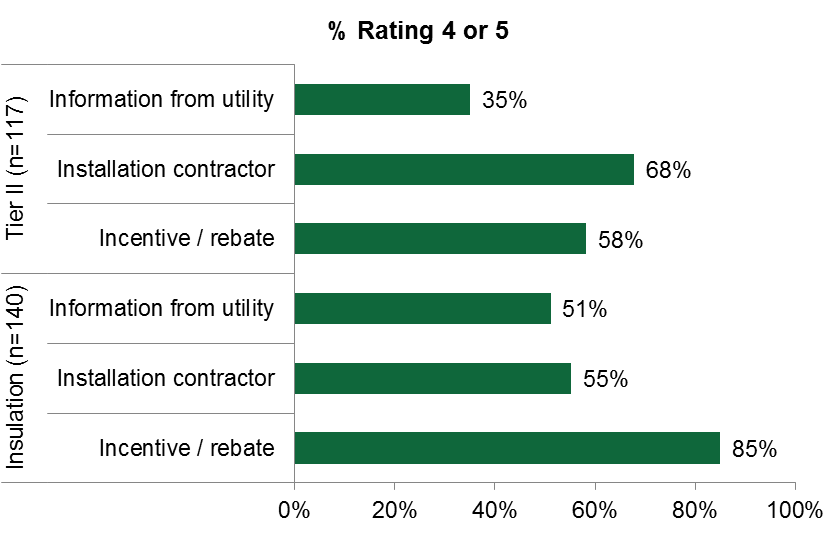 % Rating 4 or 5
Tier II (n=117)
Information from utility
35%
Installation contractor
68%
Incentive / rebate
58%
Insulation (n=140)
Information from utility
51%
Installation contractor
55%
Incentive / rebate
85%
0% 20% 40% 60% 80% 100%